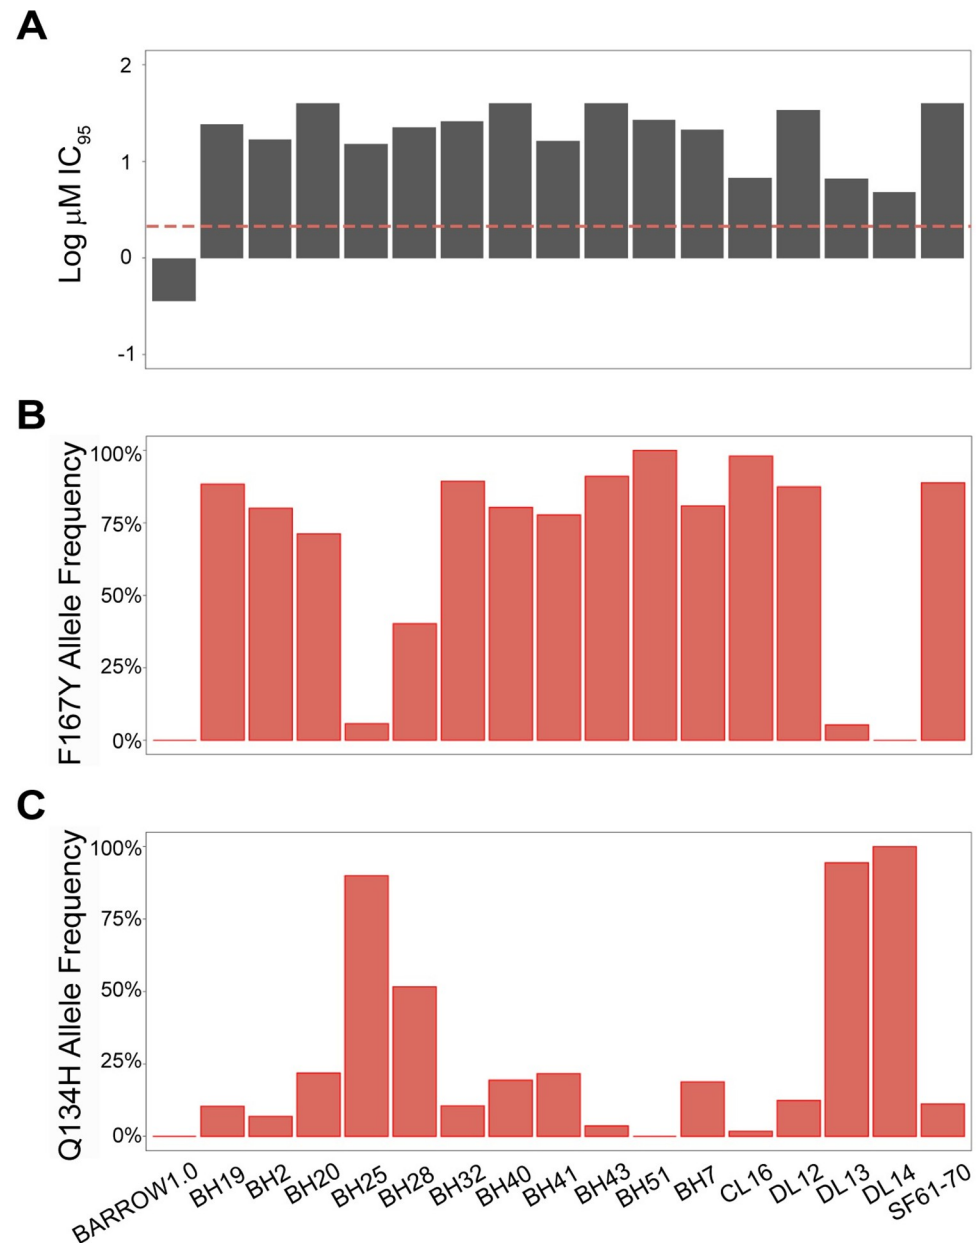 A
Log μM IC95
2
1
0
-1
B
F167Y Allele Frequency
100%
75%
50%
25%
0%
C
Q134H Allele Frequency
100%
75%
50%
25%
0%
BARROW1.0 BH19 BH2 BH20 BH25 BH28 BH32 BH40 BH41 BH43 BH51 BH7 CL16 DL12 DL13 DL14 SF61-70